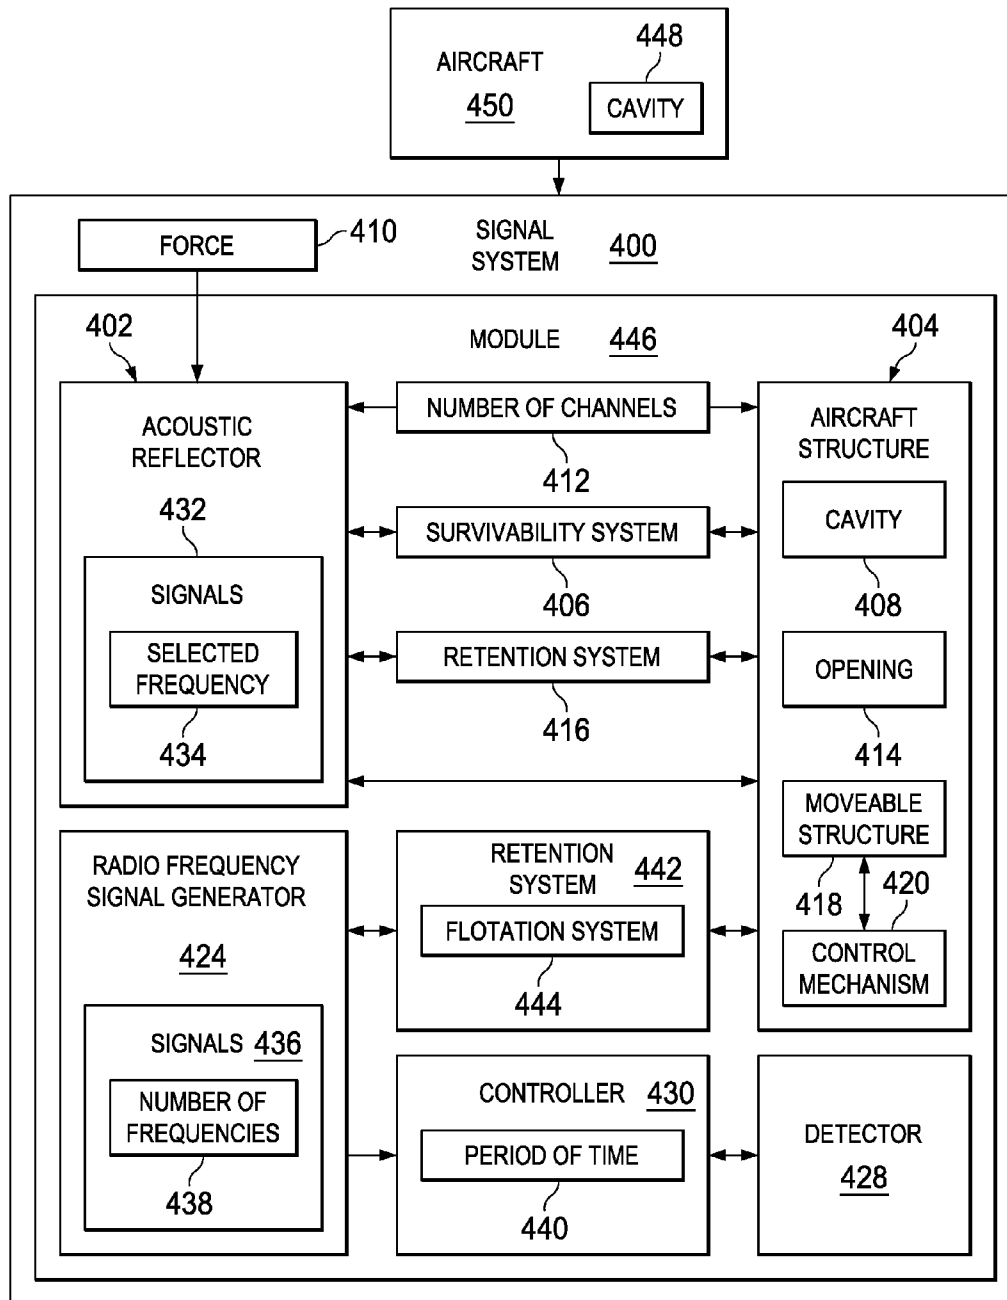 448
AIRCRAFT
450
CAVITY
FORCE
410
SIGNAL
SYSTEM
400
402
MODULE
446
404
ACOUSTIC
REFLECTOR
NUMBER OF CHANNELS
412
AIRCRAFT
STRUCTURE
432
SURVIVABILITY SYSTEM
406
CAVITY
408
SIGNALS
SELECTED
FREQUENCY
434
RETENTION SYSTEM
416
OPENING
414
MOVEABLE
STRUCTURE
418
420
CONTROL
MECHANISM
RADIO FREQUENCY
SIGNAL GENERATOR
424
RETENTION
SYSTEM
442
FLOTATION SYSTEM
444
SIGNALS 436
NUMBER OF
FREQUENCIES
438
CONTROLLER 430
PERIOD OF TIME
440
DETECTOR
428